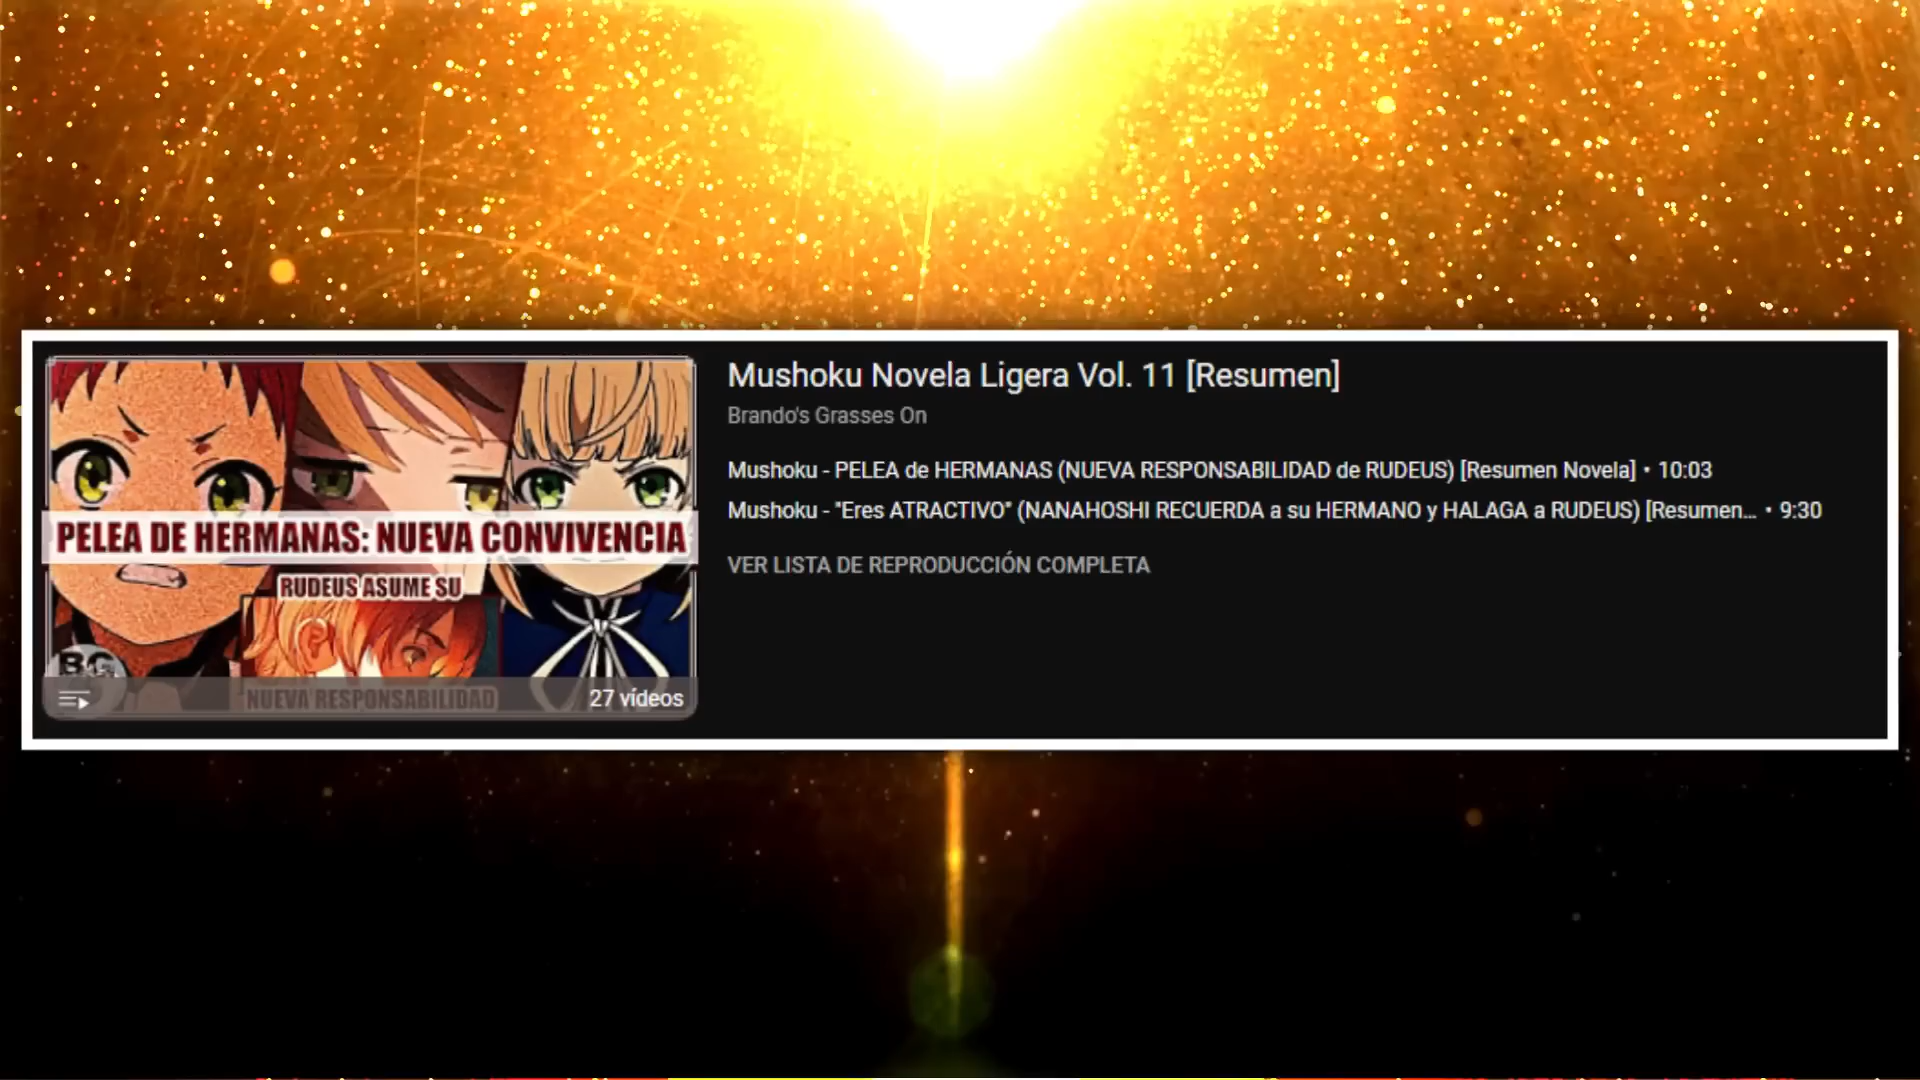 Mushoku Novela Ligera Vol. 11 [Resumen]
Brando's Grasses On
Mushoku - PELEA de HERMANAS (NUEVA RESPONSABILIDAD de RUDEUS) [Resumen Novela] • 10:03
Mushoku - "Eres ATRACTIVO" (NANAHOSHI RECUERDA a su HERMANO y HALAGA a RUDEUS) [Resumen... • 9:30
VER LISTA DE REPRODUCCIÓN COMPLETA
PELEA DE HERMANAS: NUEVA CONVIVENCIA
RUDEUS ASUME SU
BG
NUEVA RESPONSABILIDAD
27 vídeos